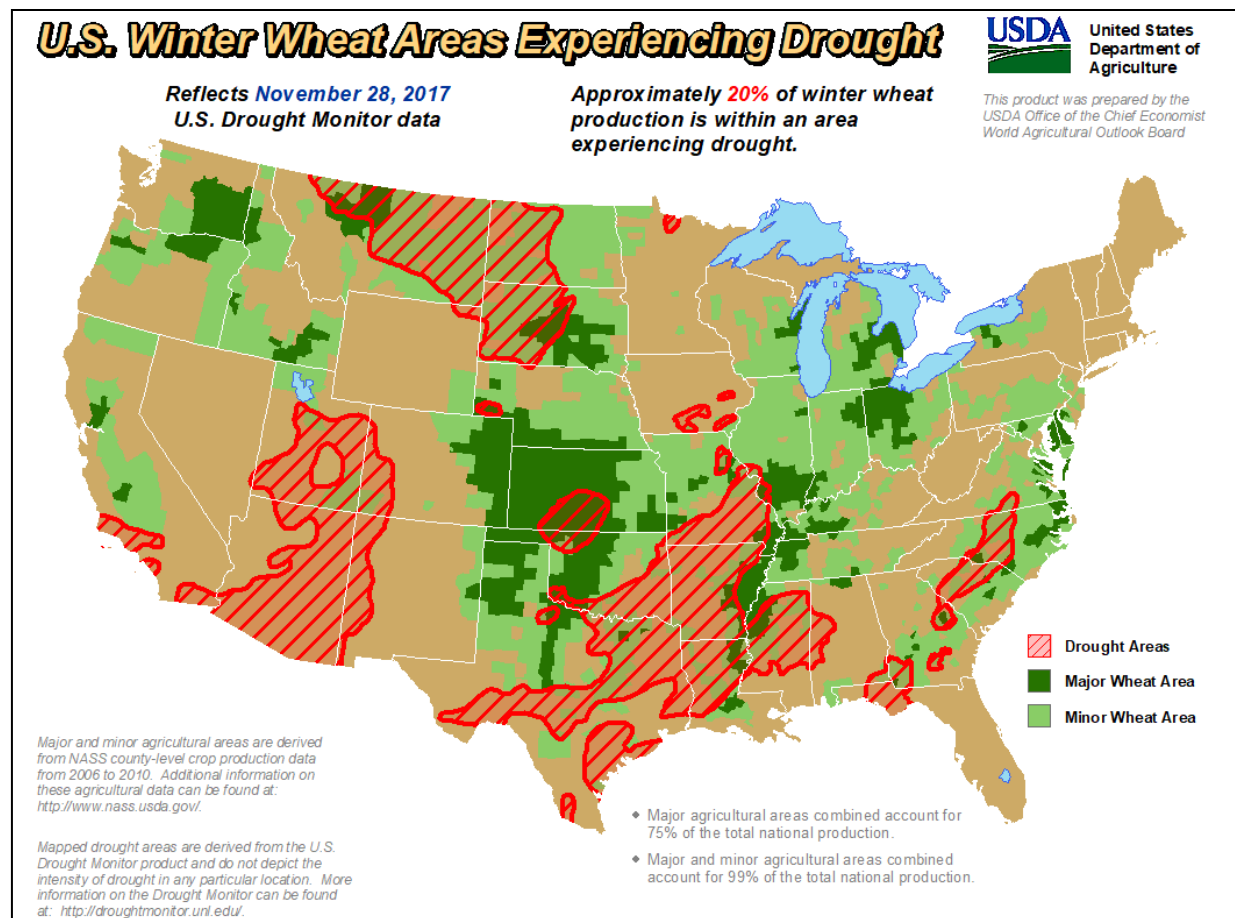 U.S. Winter Wheat Areas Experiencing Drought
USDA
United States
Department of
Agriculture
Reflects November 28, 2017
U.S. Drought Monitor data
Approximately 20% of winter wheat
production is within an area
experiencing drought.
This product was prepared by the
USDA Office of the Chief Economist
World Agricultural Outlook Board
Drought Areas
Major Wheat Area
Minor Wheat Area
Major and minor agricultural areas are derived
from NASS county-level crop production data
from 2006 to 2010. Additional information on
these agricultural data can be found at:
http://www.nass.usda.gov/.
Mapped drought areas are derived from the U.S.
Drought Monitor product and do not depict the
intensity of drought in any particular location. More
information on the Drought Monitor can be found
at: http://droughtmonitor.unl.edu/.
◆ Major agricultural areas combined account for
75% of the total national production.
◆ Major and minor agricultural areas combined
account for 99% of the total national production.